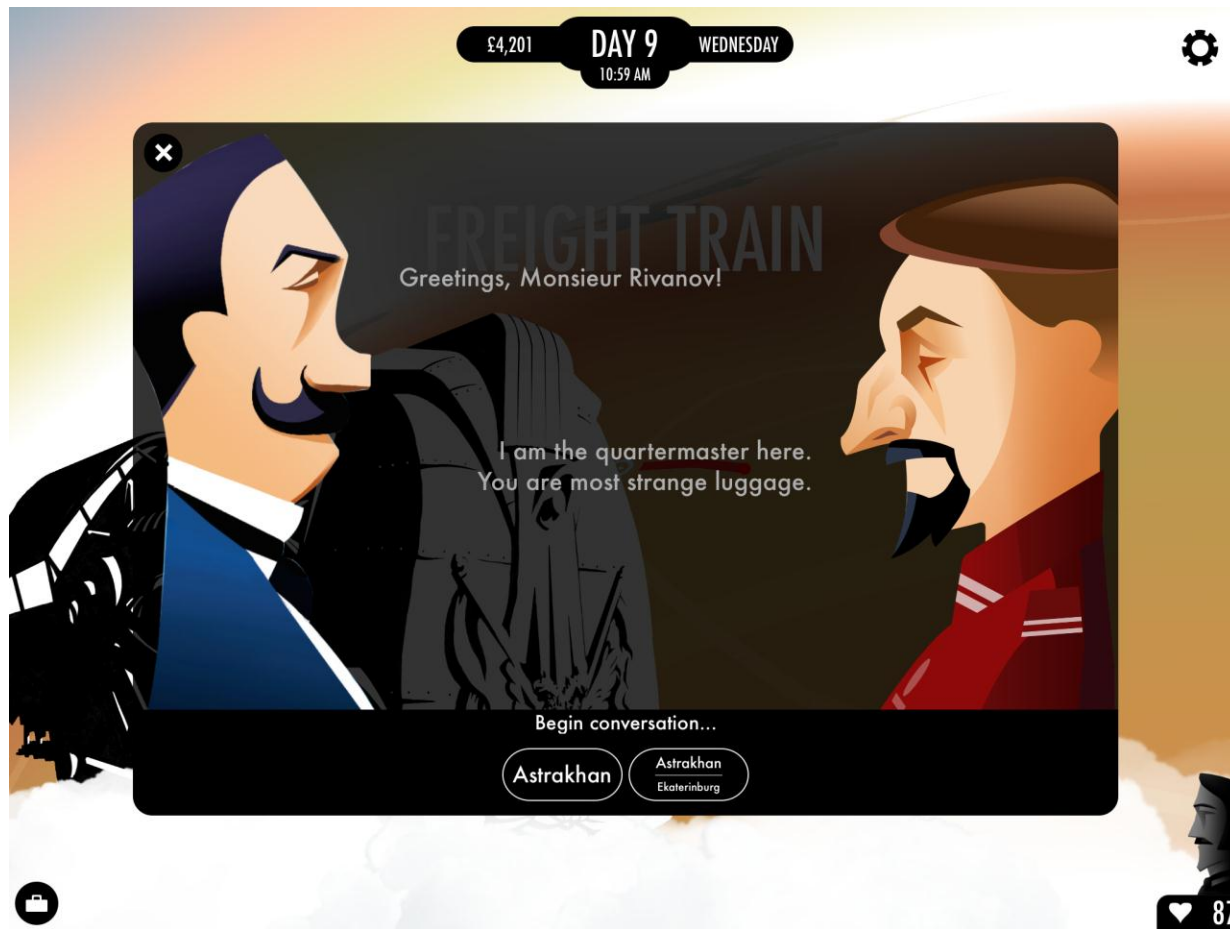 £4,201
DAY 9
WEDNESDAY
10:59 AM
FREIGHT TRAIN
Greetings, Monsieur Rivanov!
I am the quartermaster here.
You are most strange luggage.
Begin conversation...
Astrakhan
Astrakhan
Ekaterinburg
87